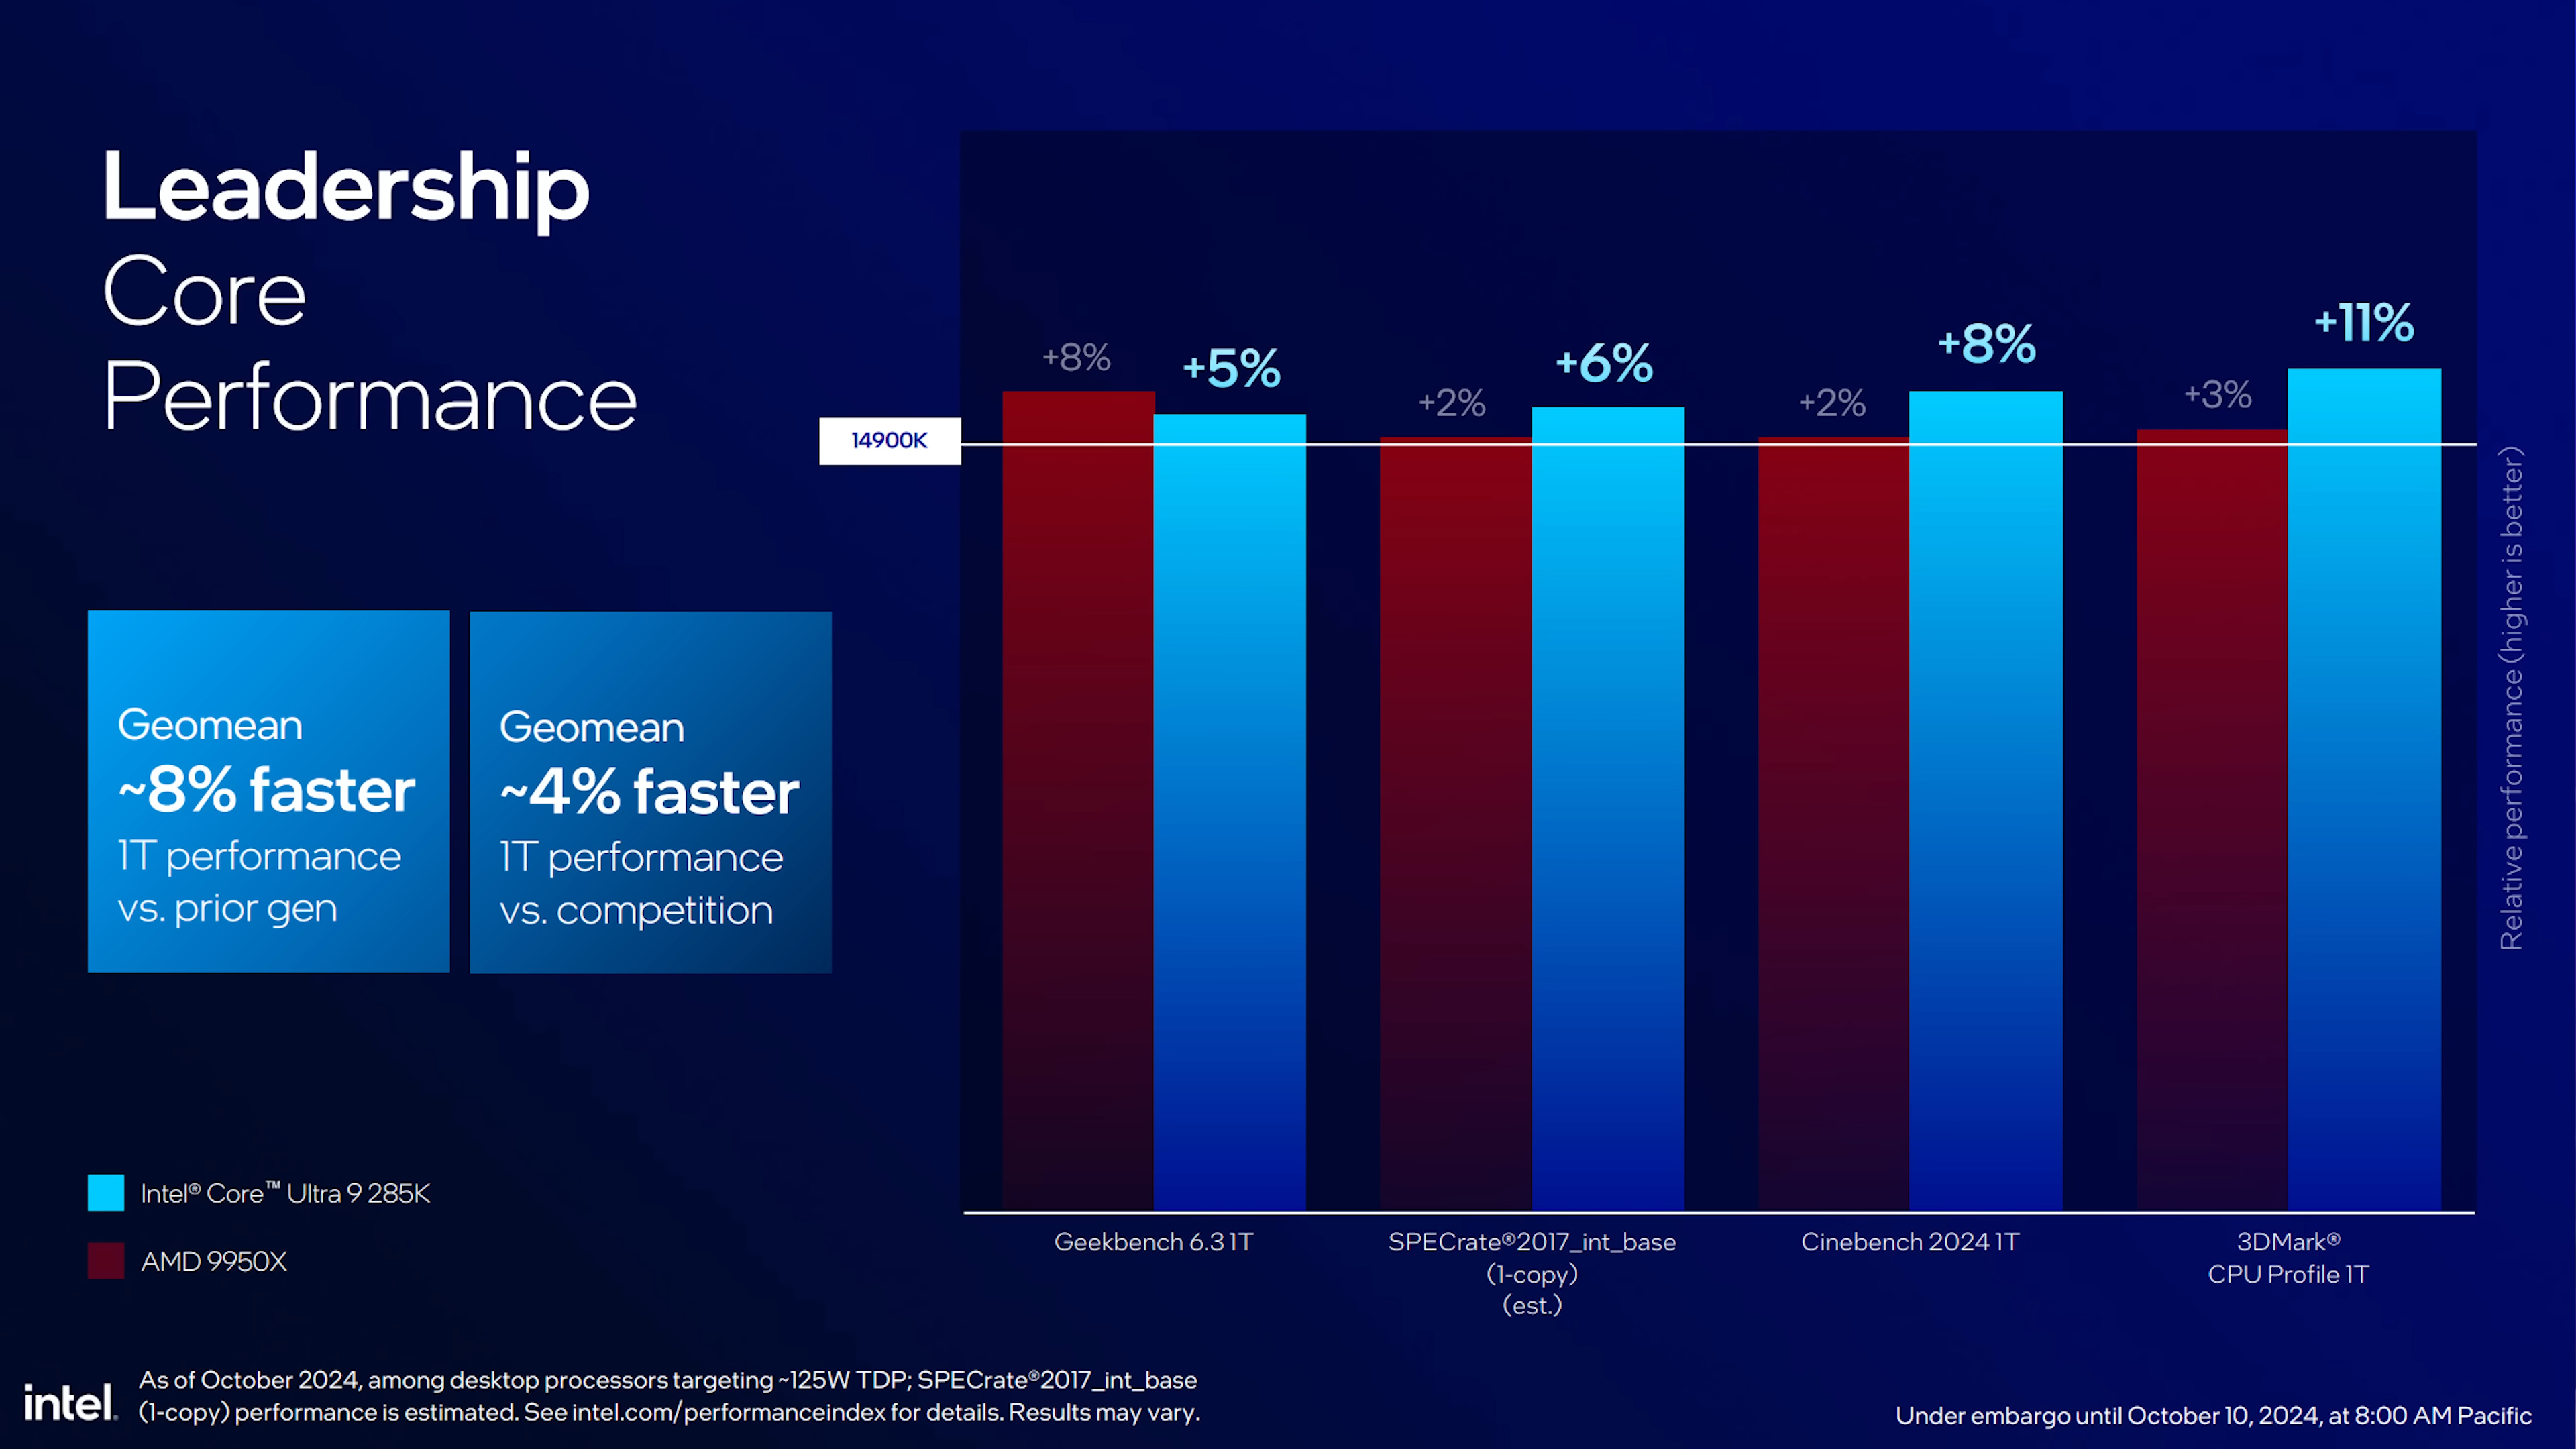 Leadership
Core
Performance
Geomean
~8% faster
1T performance
vs. prior gen
Geomean
~4% faster
1T performance
vs. competition
Intel® Core™ Ultra 9 285K
AMD 9950X
14900K
+8%
+5%
+2%
+6%
+2%
+8%
+3%
+11%
Relative performance (higher is better)
Geekbench 6.3 1T
SPECrate®2017_int_base
(1-copy)
(est.)
Cinebench 2024 1T
3DMark®
CPU Profile 1T
intel.
As of October 2024, among desktop processors targeting ~125W TDP; SPECrate®2017_int_base
(1-copy) performance is estimated. See intel.com/performanceindex for details. Results may vary.
Under embargo until October 10, 2024, at 8:00 AM Pacific